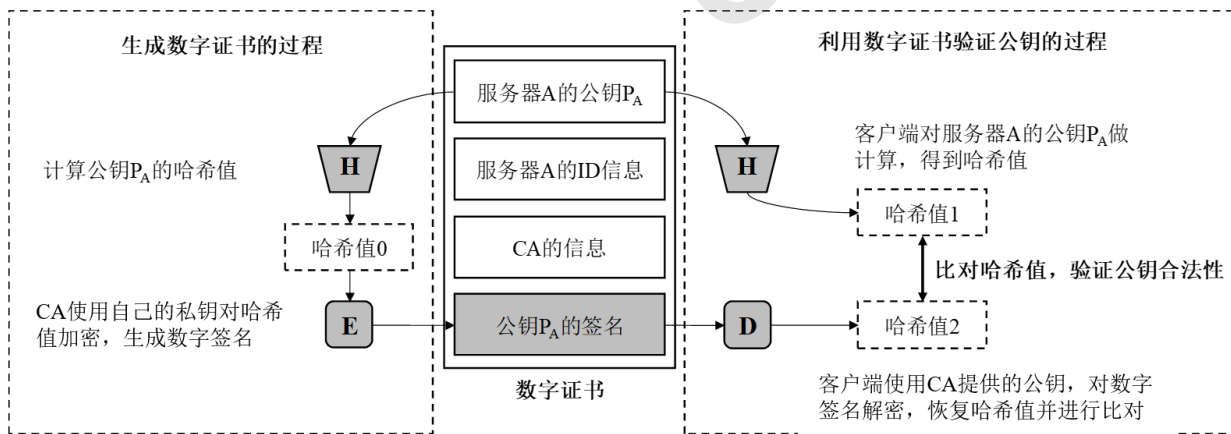 生成数字证书的过程
计算公钥PA的哈希值
H
哈希值0
CA使用自己的私钥对哈希
值加密，生成数字签名
E
服务器A的公钥PA
服务器A的ID信息
CA的信息
公钥PA的签名
数字证书
利用数字证书验证公钥的过程
客户端对服务器A的公钥PA做
计算，得到哈希值
H
哈希值1
比对哈希值，验证公钥合法性
D
哈希值2
客户端使用CA提供的公钥，对数字
签名解密，恢复哈希值并进行比对